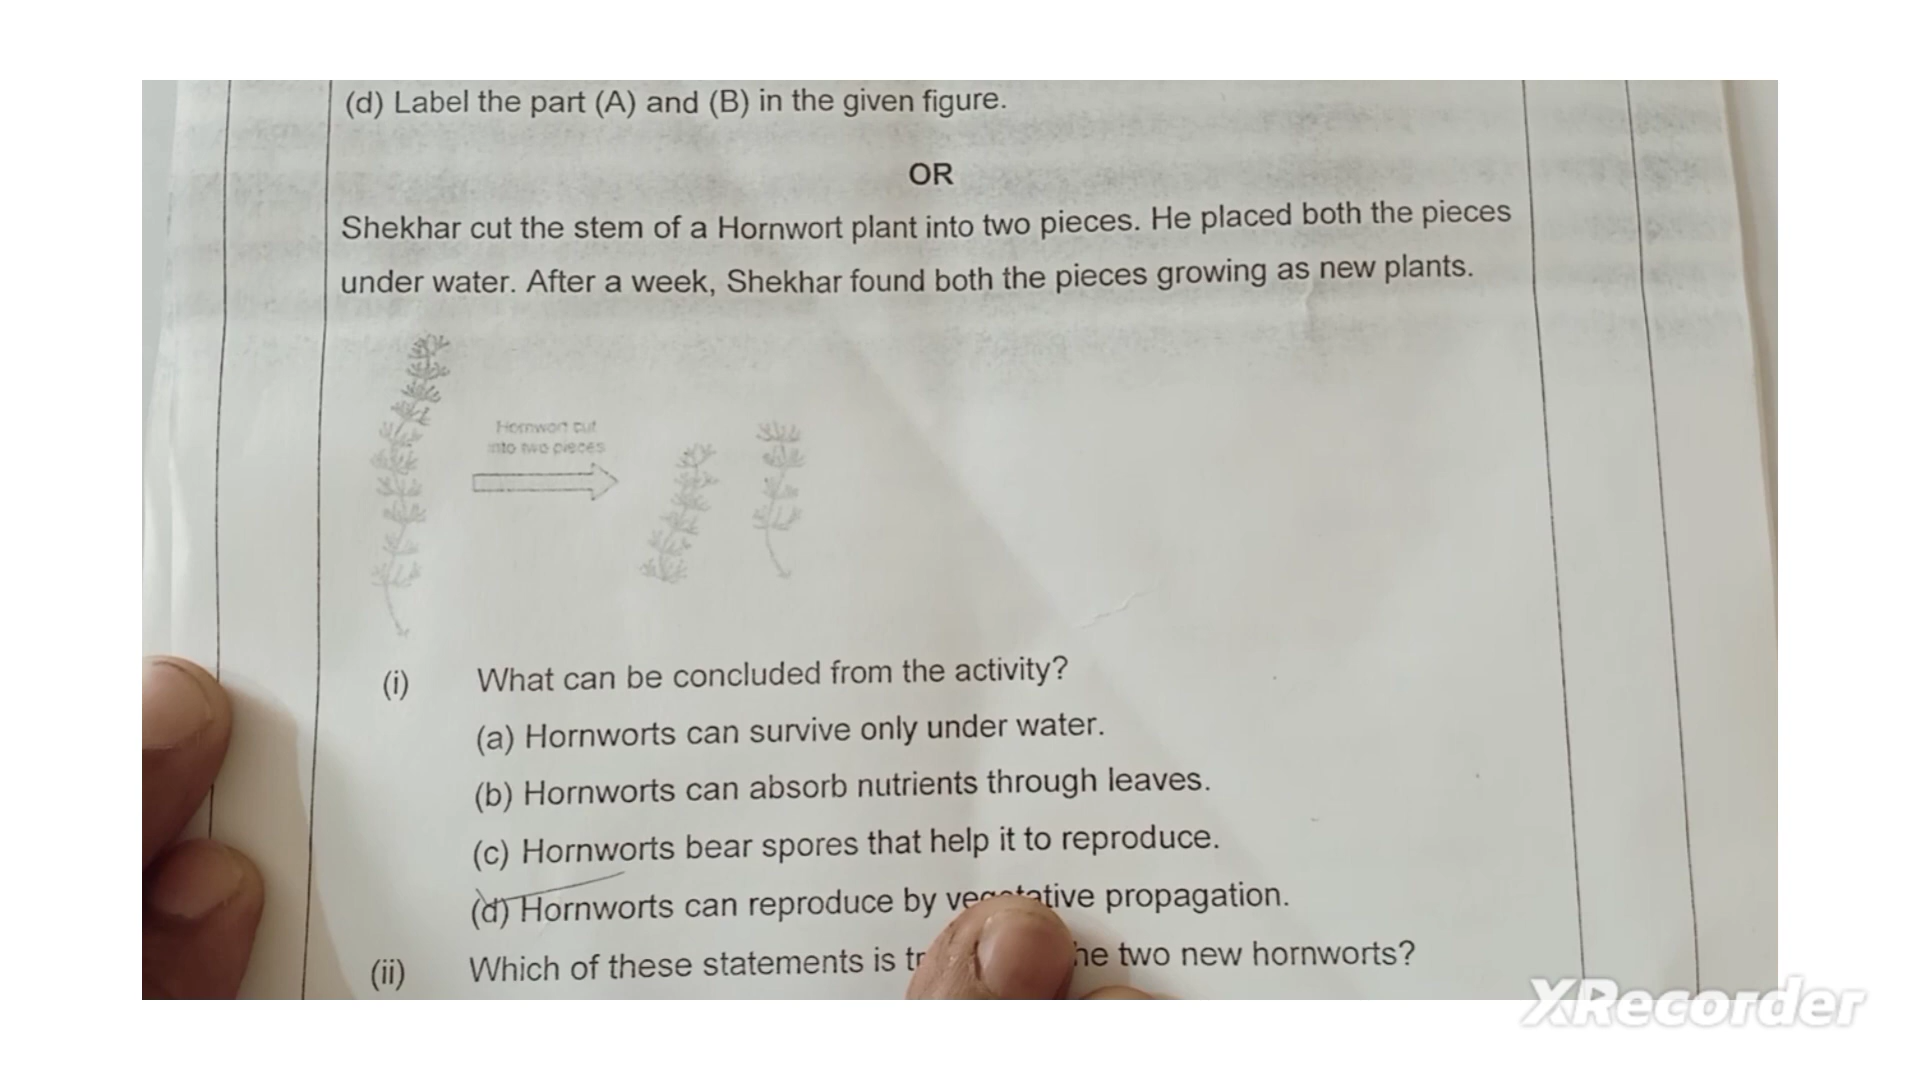 (d) Label the part (A) and (B) in the given figure.
OR
Shekhar cut the stem of a Hornwort plant into two pieces. He placed both the pieces
under water. After a week, Shekhar found both the pieces growing as new plants.
Hornwort cut
into two pieces
(i) What can be concluded from the activity?
(a) Hornworts can survive only under water.
(b) Hornworts can absorb nutrients through leaves.
(c) Hornworts bear spores that help it to reproduce.
(d) Hornworts can reproduce by vegetative propagation.
(ii) Which of these statements is he two new hornworts?
XRecorder